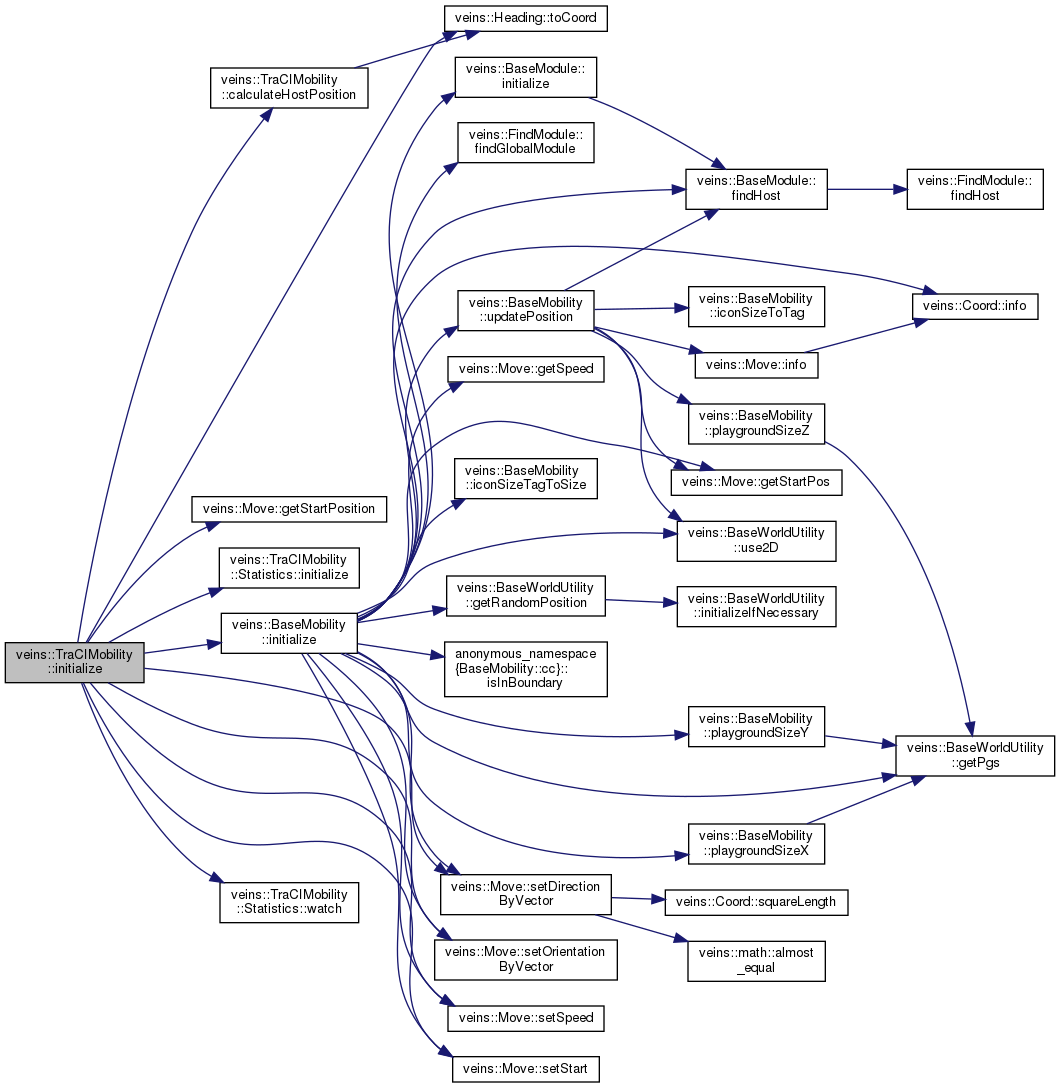 veins::Heading::toCoord
veins::TraCIMobility
::calculateHostPosition
veins::BaseModule::
initialize
veins::FindModule::
findGlobalModule
veins::BaseModule::
findHost
veins::FindModule::
findHost
veins::BaseMobility
::updatePosition
veins::BaseMobility
::iconSizeToTag
veins::Coord::info
veins::Move::getSpeed
veins::Move::info
veins::BaseMobility
::playgroundSizeZ
veins::BaseMobility
::iconSizeTagToSize
veins::Move::getStartPos
veins::Move::getStartPosition
veins::BaseWorldUtility
::use2D
veins::TraCIMobility
::Statistics::initialize
veins::BaseWorldUtility
::getRandomPosition
veins::BaseWorldUtility
::initializeIfNecessary
veins::BaseMobility
::initialize
veins::TraCIMobility
::initialize
anonymous_namespace
{BaseMobility::cc}::
isInBoundary
veins::BaseMobility
::playgroundSizeY
veins::BaseWorldUtility
::getPgs
veins::BaseMobility
::playgroundSizeX
veins::TraCIMobility
::Statistics::watch
veins::Move::setDirection
ByVector
veins::Coord::squareLength
veins::Move::setOrientation
ByVector
veins::math::almost
_equal
veins::Move::setSpeed
veins::Move::setStart